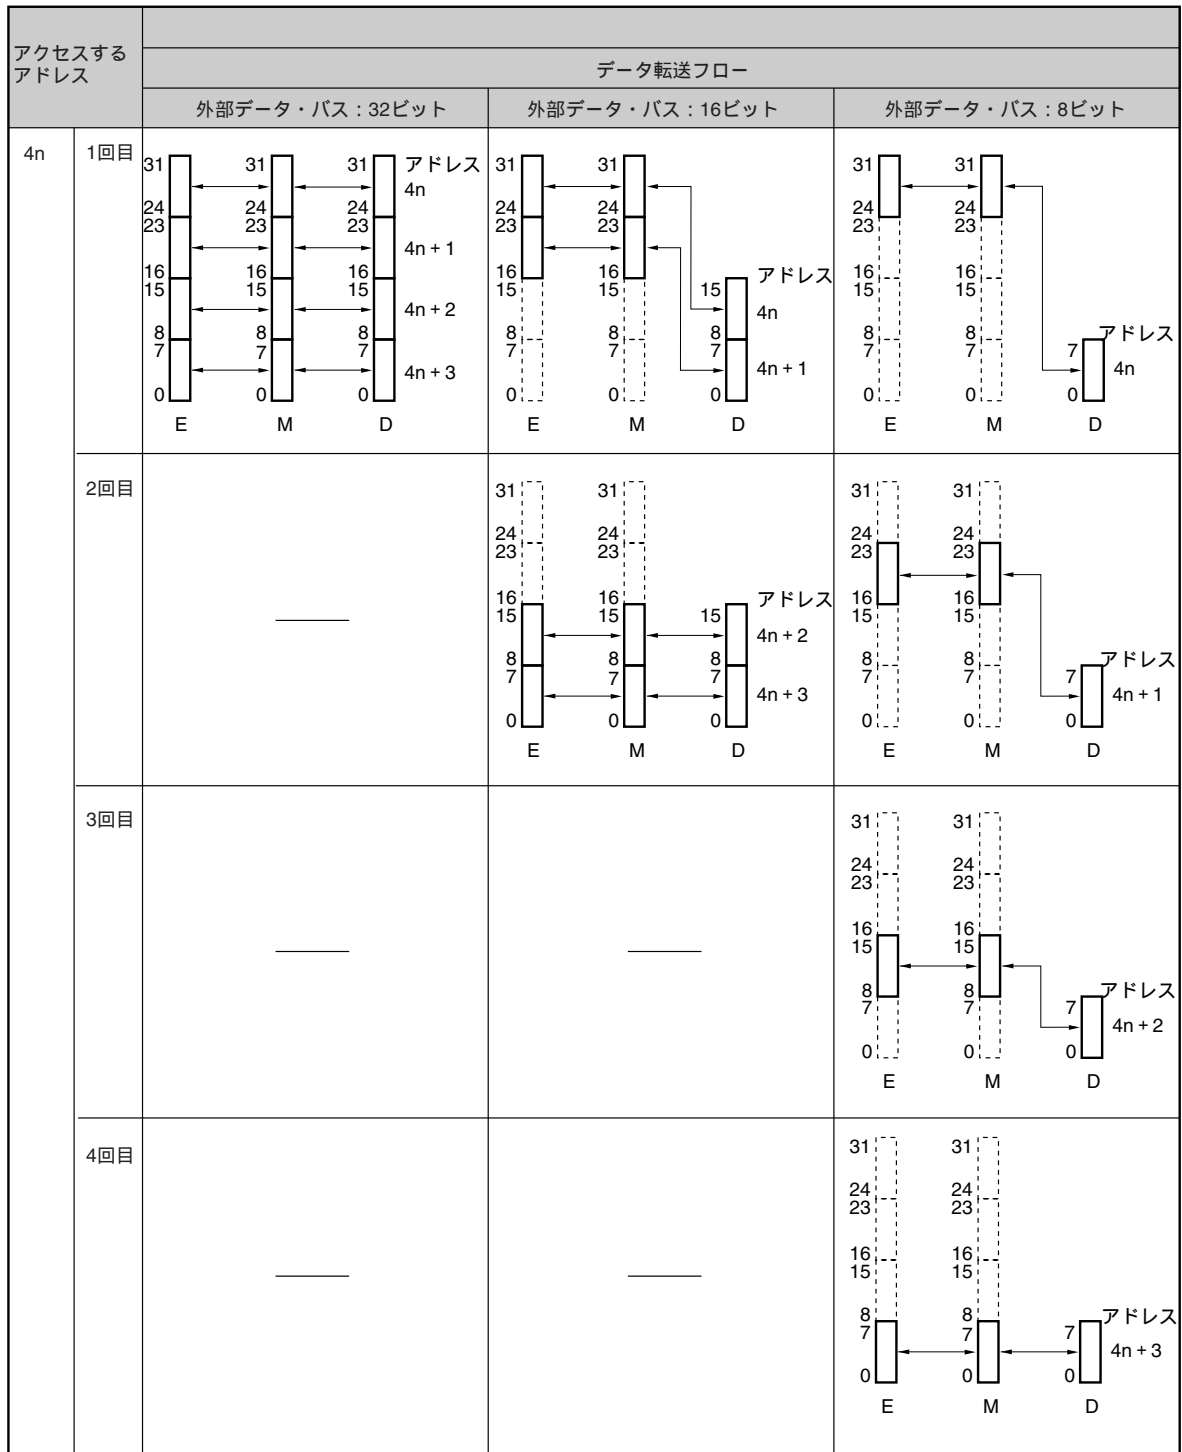 アクセスする
アドレス
データ転送フロー
外部データ・バス：32ビット
外部データ・バス：16ビット
外部データ・バス：8ビット
4n
1回目
31 31 31 アドレス
4n
24 24 24
23 23 23
4n + 1
16 16 16
15 15 15
4n + 2
8 8 8
7 7 7
4n + 3
0 0 0
E M D
31 31
24 24
23 23
16 16 アドレス
15 15 15
4n
8 8 8
7 7 7
4n + 1
0 0 0
E M D
31 31
24 24
23 23
16 16
15 15
8 8 アドレス
7 7 7
4n
0 0 0
E M D
2回目
31 31
24 24
23 23
16 16 アドレス
15 15 15
4n + 2
8 8 8
7 7 7
4n + 3
0 0 0
E M D
31 31
24 24
23 23
16 16
15 15
8 8 アドレス
7 7 7
4n + 1
0 0 0
E M D
3回目
31 31
24 24
23 23
16 16
15 15
8 8 アドレス
7 7 7
4n + 2
0 0 0
E M D
4回目
31 31
24 24
23 23
16 16
15 15
8 8 アドレス
7 7 7
4n + 3
0 0 0
E M D